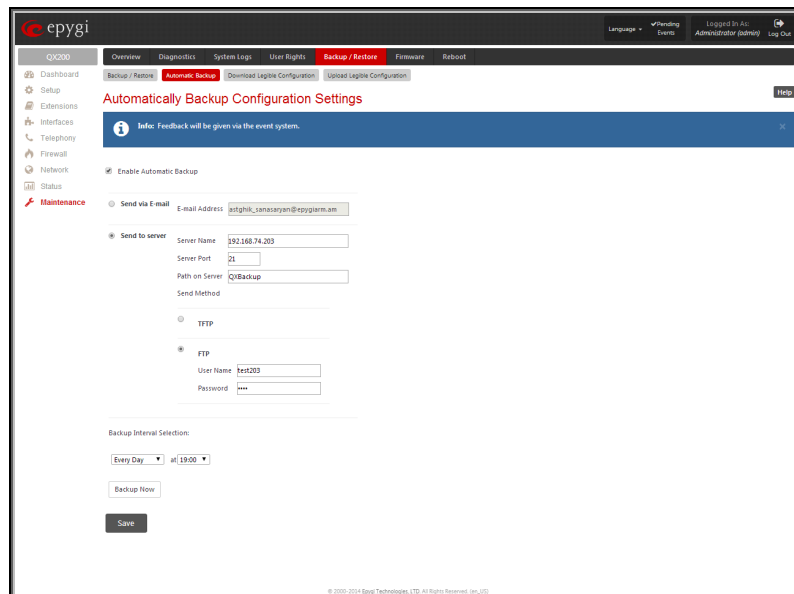 epygi
Language
Pending Events
Logged In As:
Administrator (admin)
Log Out
QX200
Overview Diagnostics System Logs User Rights Backup / Restore Firmware Reboot
Dashboard
Setup
Extensions
Interfaces
Telephony
Firewall
Network
Status
Maintenance
Backup / Restore Automatic Backup Download Legible Configuration Upload Legible Configuration
Automatically Backup Configuration Settings
Help
Info: Feedback will be given via the event system.
Enable Automatic Backup
Send via E-mail
E-mail Address astghik_sanasaryan@epygiarm.am
Send to server
Server Name 192.168.74.203
Server Port 21
Path on Server QXBackup
Send Method
TFTP
FTP
User Name test203
Password ••••
Backup Interval Selection:
Every Day at 19:00
Backup Now
Save
© 2000-2014 Epygi Technologies, LTD. All Rights Reserved. (en_US)